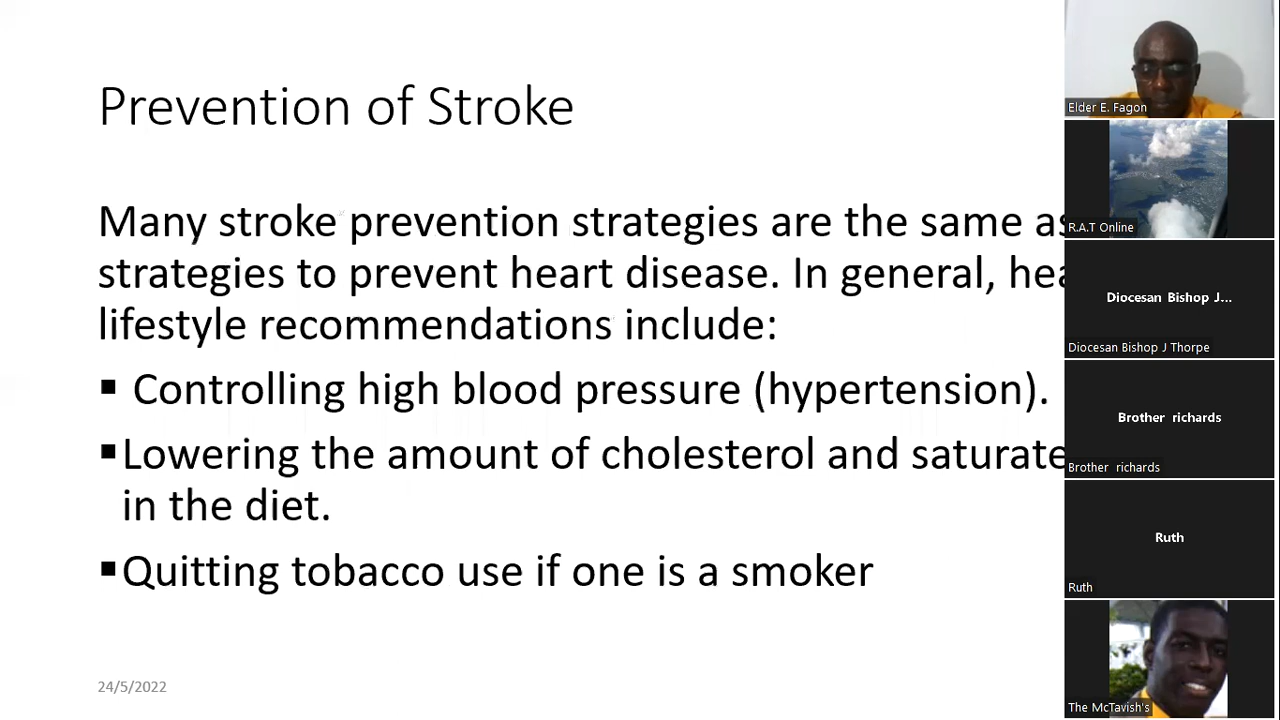 Prevention of Stroke
Many stroke prevention strategies are the same as
strategies to prevent heart disease. In general,
lifestyle recommendations include:
▪ Controlling high blood pressure (hypertension).
▪Lowering the amount of cholesterol and
in the diet.
▪Quitting tobacco use if one is a smoker
24/5/2022
Elder E. Fagon
R.A.T Online
Diocesan Bishop J...
Diocesan Bishop J Thorpe
Brother richards
Brother richards
Ruth
Ruth
The McTavish's